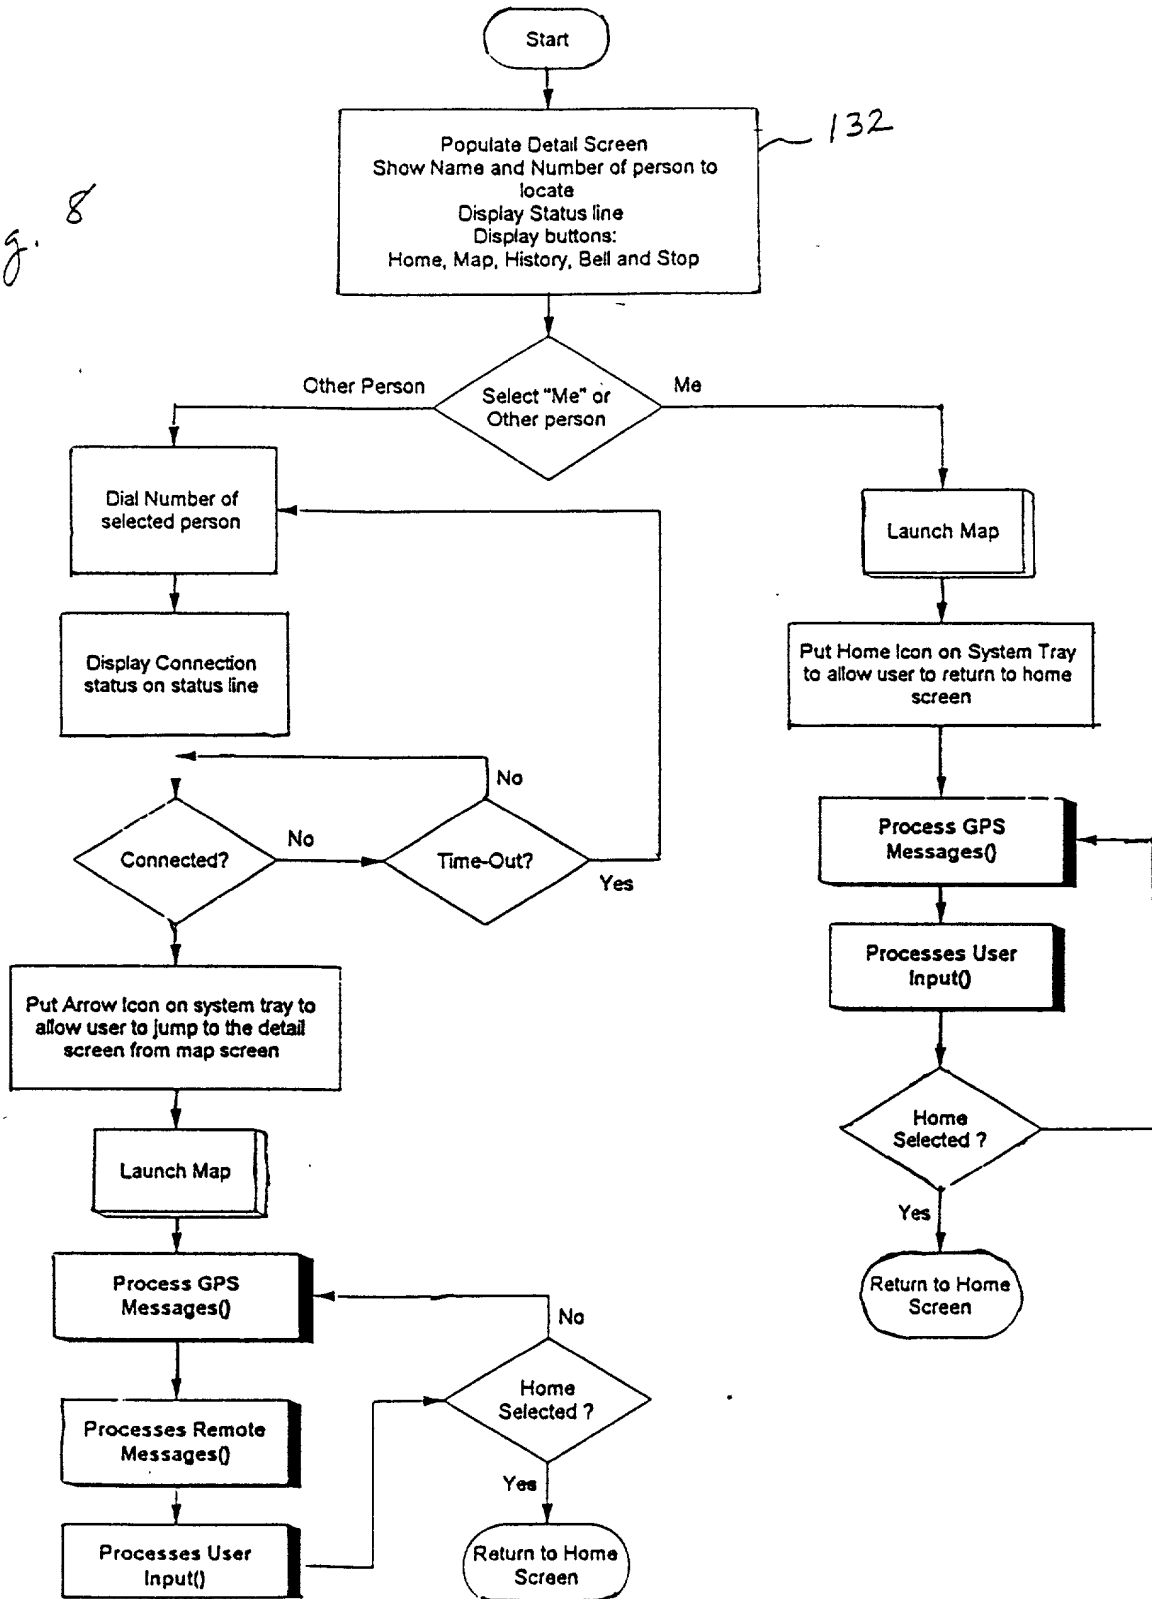 Start
132
Populate Detail Screen
Show Name and Number of person to
locate
Display Status line
Display buttons:
Home, Map, History, Bell and Stop
g. 8
Select "Me" or
Other person
Other Person
Me
Dial Number of
selected person
Launch Map
Display Connection
status on status line
Put Home Icon on System Tray
to allow user to return to home
screen
No
Connected?
No
Time-Out?
Yes
Process GPS
Messages()
Processes User
Input()
Put Arrow Icon on system tray to
allow user to jump to the detail
screen from map screen
Home
Selected ?
Launch Map
Yes
Return to Home
Screen
Process GPS
Messages()
No
Home
Selected ?
Processes Remote
Messages()
Yes
Processes User
Input()
Return to Home
Screen